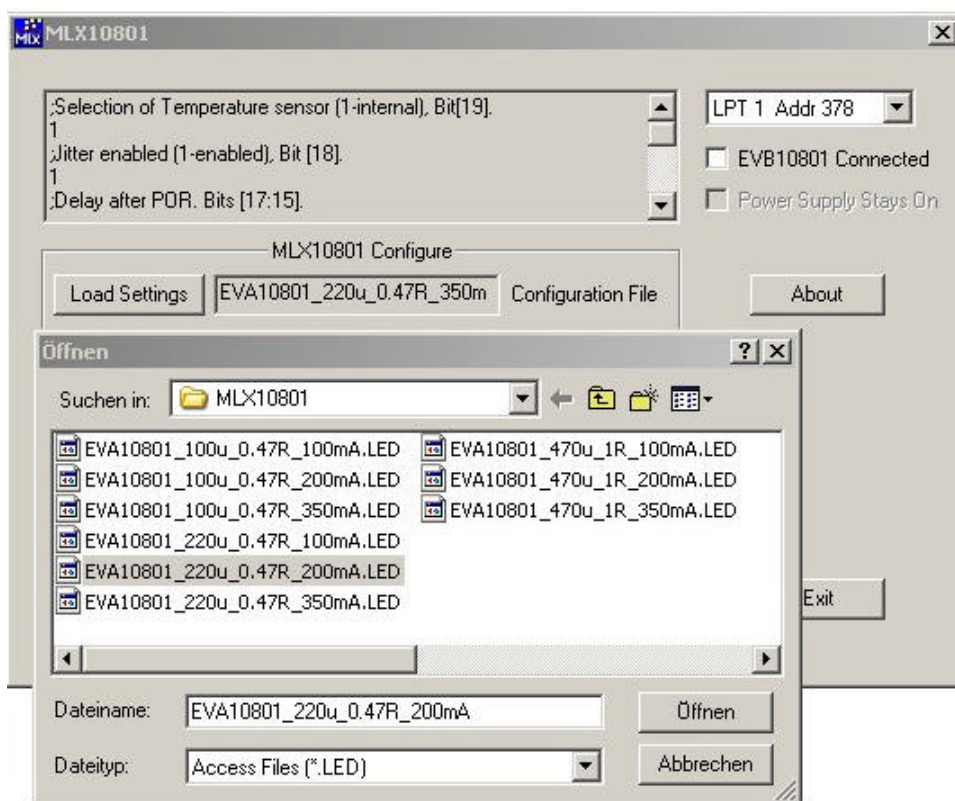 MLX10801
;Selection of Temperature sensor (1-internal), Bit[19].
1
;Jitter enabled (1-enabled), Bit [18].
1
;Delay after POR. Bits [17:15].
LPT 1 Addr 378
EVB10801 Connected
Power Supply Stays On
MLX10801 Configure
Load Settings
EVA10801_220u_0.47R_350m
Configuration File
About
Öffnen
Suchen in:
MLX10801
EVA10801_100u_0.47R_100mA.LED
EVA10801_100u_0.47R_200mA.LED
EVA10801_100u_0.47R_350mA.LED
EVA10801_220u_0.47R_100mA.LED
EVA10801_220u_0.47R_200mA.LED
EVA10801_220u_0.47R_350mA.LED
EVA10801_470u_1R_100mA.LED
EVA10801_470u_1R_200mA.LED
EVA10801_470u_1R_350mA.LED
Exit
Dateiname:
EVA10801_220u_0.47R_200mA
Öffnen
Dateityp:
Access Files (*.LED)
Abbrechen